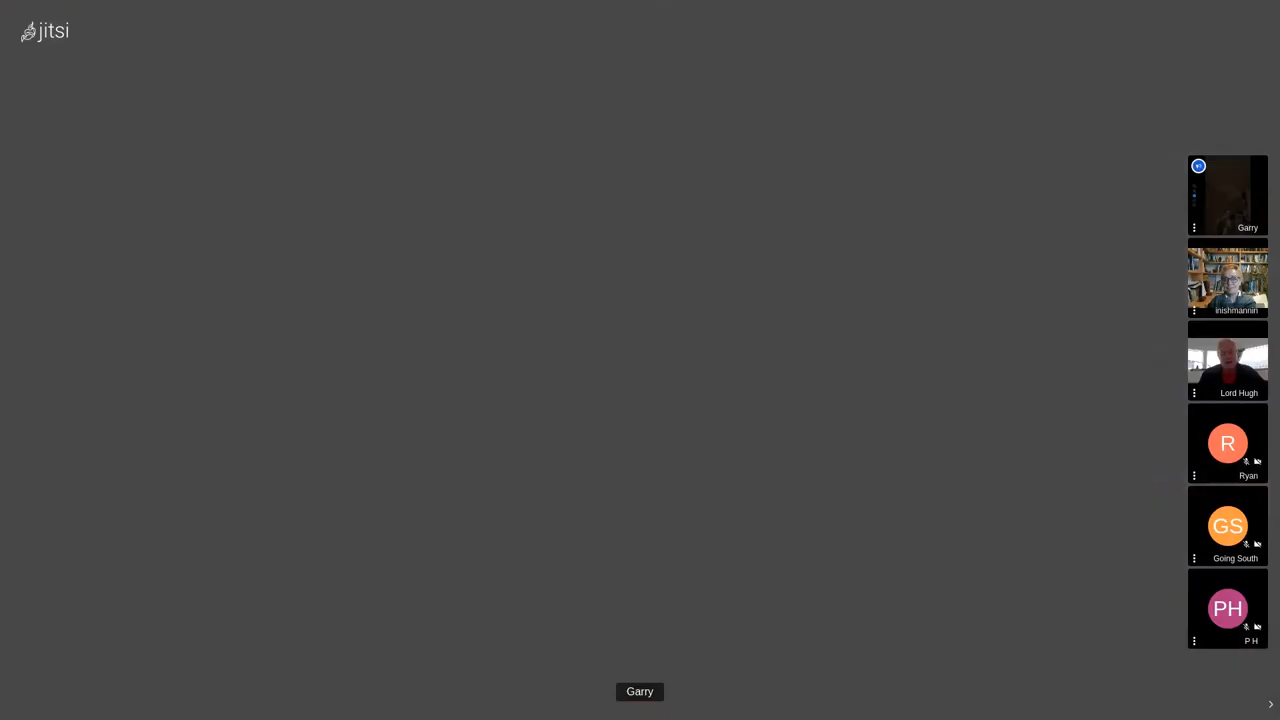 jitsi
Garry
inishmannin
Lord Hugh
R
Ryan
GS
Going South
PH
P H
Garry